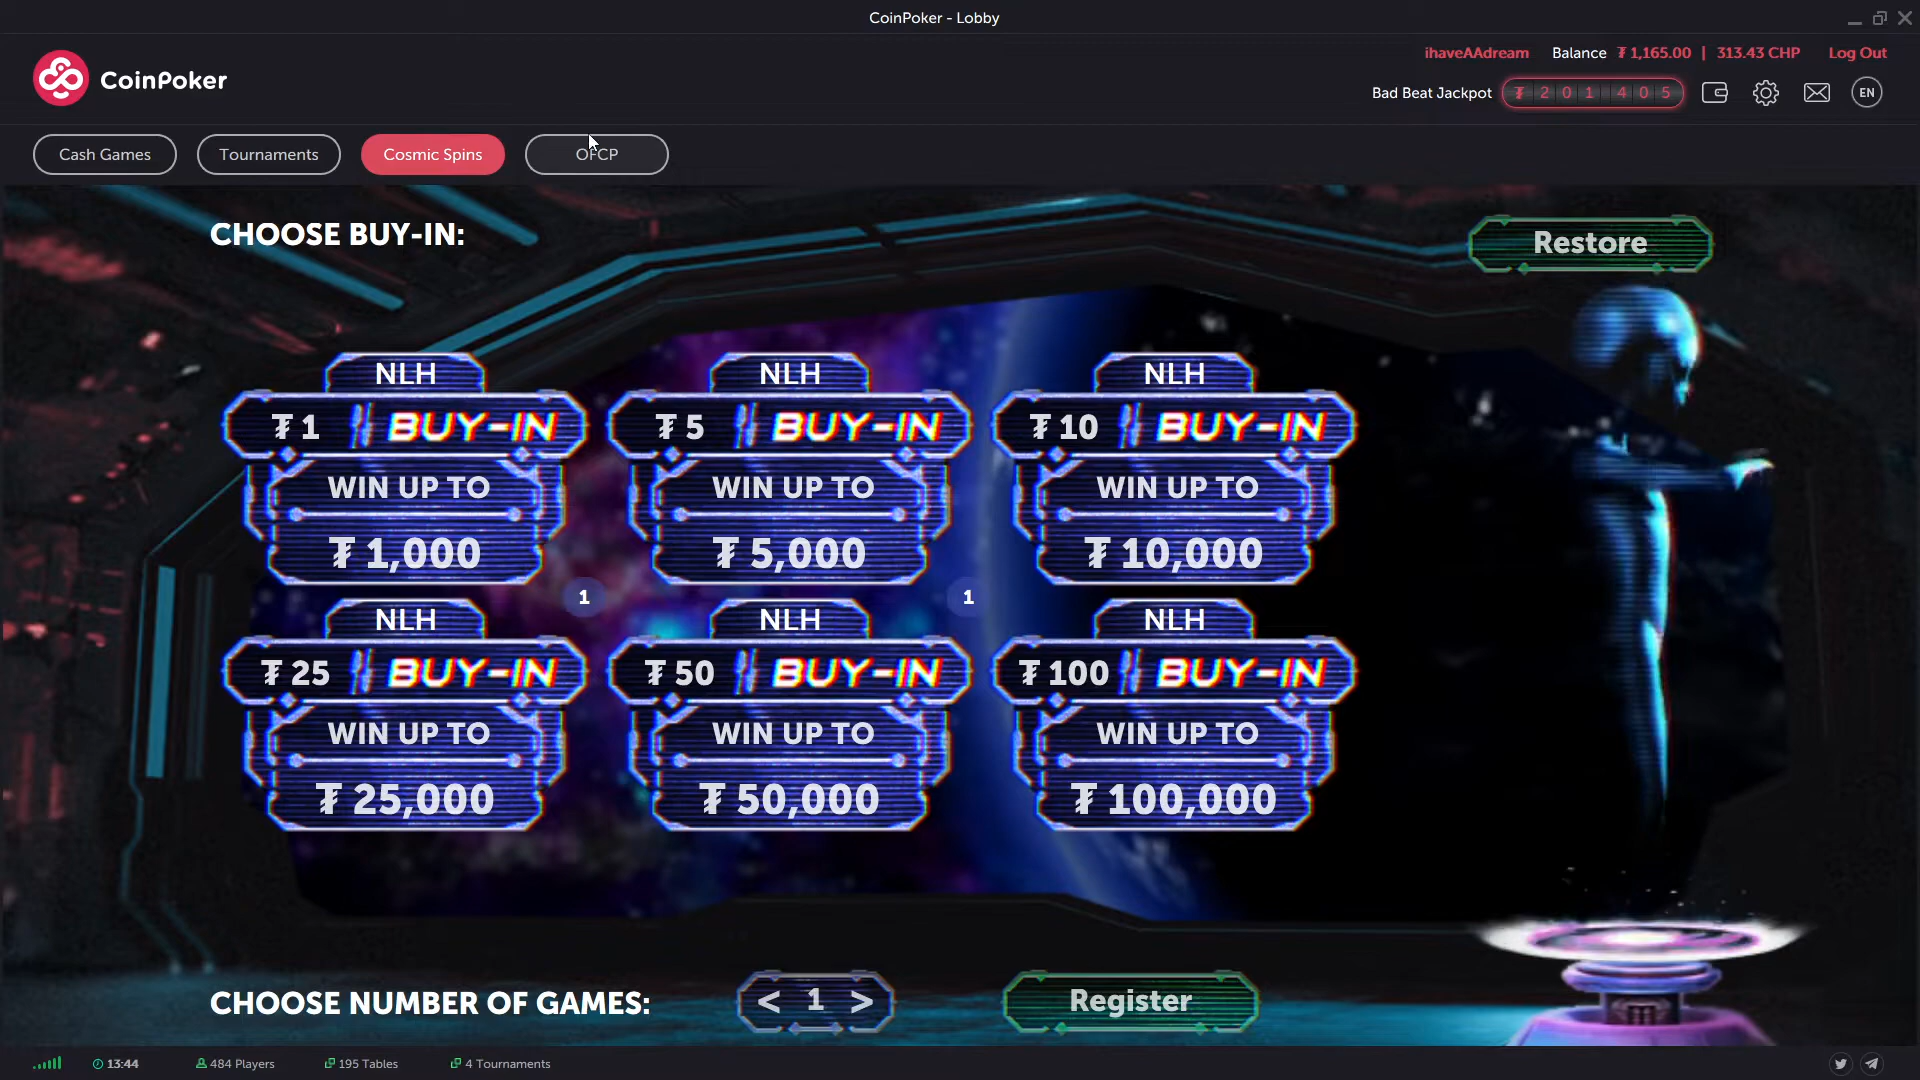 CoinPoker - Lobby
CoinPoker
ihaveAAdream Balance ₮ 1,165.00 | 313.43 CHP Log Out
Bad Beat Jackpot ₮ 2 0 1 4 0 5 EN
Cash Games Tournaments Cosmic Spins OFCP
CHOOSE BUY-IN: Restore
NLH NLH NLH
₮ 1 BUY-IN ₮ 5 BUY-IN ₮ 10 BUY-IN
WIN UP TO WIN UP TO WIN UP TO
₮ 1,000 ₮ 5,000 ₮ 10,000
1 1
NLH NLH NLH
₮ 25 BUY-IN ₮ 50 BUY-IN ₮ 100 BUY-IN
WIN UP TO WIN UP TO WIN UP TO
₮ 25,000 ₮ 50,000 ₮ 100,000
CHOOSE NUMBER OF GAMES: < 1 > Register
13:44 484 Players 195 Tables 4 Tournaments